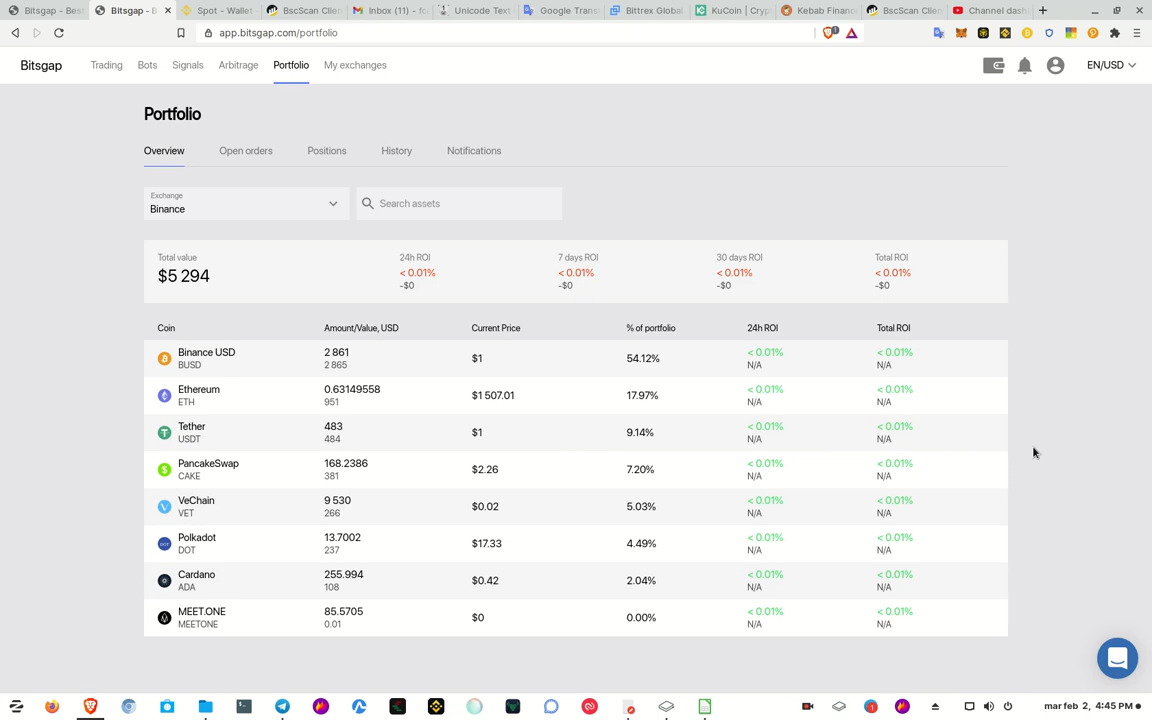 Bitsgap - Best
Bitsgap - B
Spot - Wallet
BscScan Clien
Inbox (11) - fc
Unicode Text
Google Trans
Bittrex Global
KuCoin | Cryp
Kebab Financ
BscScan Clien
Channel dash
app.bitsgap.com/portfolio
Bitsgap Trading Bots Signals Arbitrage Portfolio My exchanges EN/USD
Portfolio
Overview Open orders Positions History Notifications
Exchange
Binance
Search assets
Total value 24h ROI 7 days ROI 30 days ROI Total ROI
$5 294 < 0.01% < 0.01% < 0.01% < 0.01%
-$0 -$0 -$0 -$0
Coin Amount/Value, USD Current Price % of portfolio 24h ROI Total ROI
Binance USD 2 861 $1 54.12% < 0.01% < 0.01%
BUSD 2 865 N/A N/A
Ethereum 0.63149558 $1 507.01 17.97% < 0.01% < 0.01%
ETH 951 N/A N/A
Tether 483 $1 9.14% < 0.01% < 0.01%
USDT 484 N/A N/A
PancakeSwap 168.2386 $2.26 7.20% < 0.01% < 0.01%
CAKE 381 N/A N/A
VeChain 9 530 $0.02 5.03% < 0.01% < 0.01%
VET 266 N/A N/A
Polkadot 13.7002 $17.33 4.49% < 0.01% < 0.01%
DOT 237 N/A N/A
Cardano 255.994 $0.42 2.04% < 0.01% < 0.01%
ADA 108 N/A N/A
MEET.ONE 85.5705 $0 0.00% < 0.01% < 0.01%
MEETONE 0.01 N/A N/A
mar feb 2, 4:45 PM